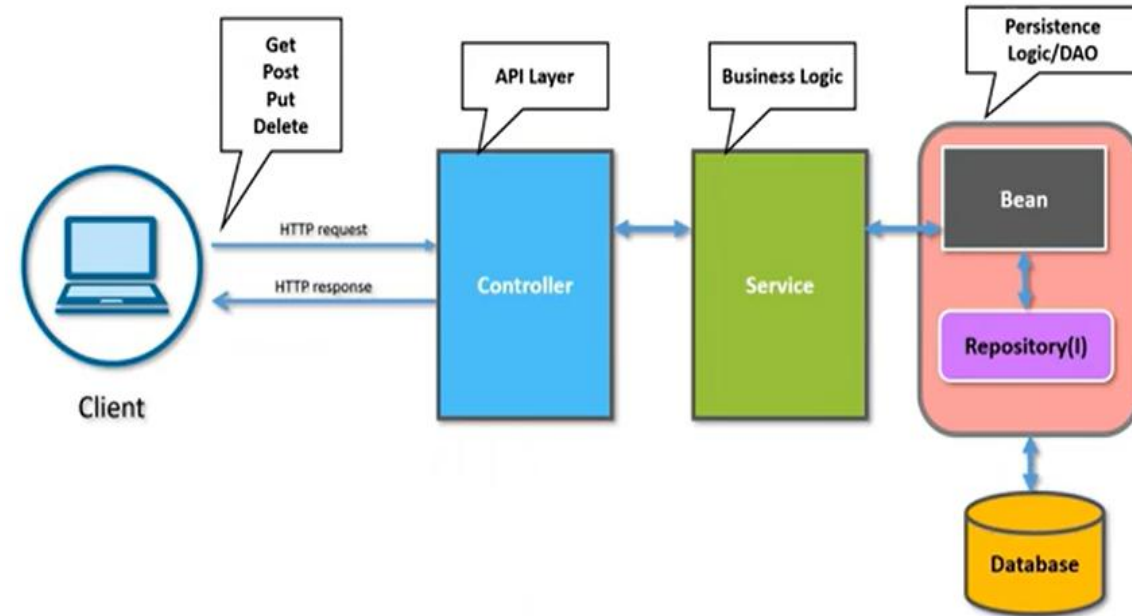 Get
Post
Put
Delete
API Layer
Business Logic
Persistence
Logic/DAO
HTTP request
HTTP response
Controller
Service
Bean
Repository(I)
Client
Database